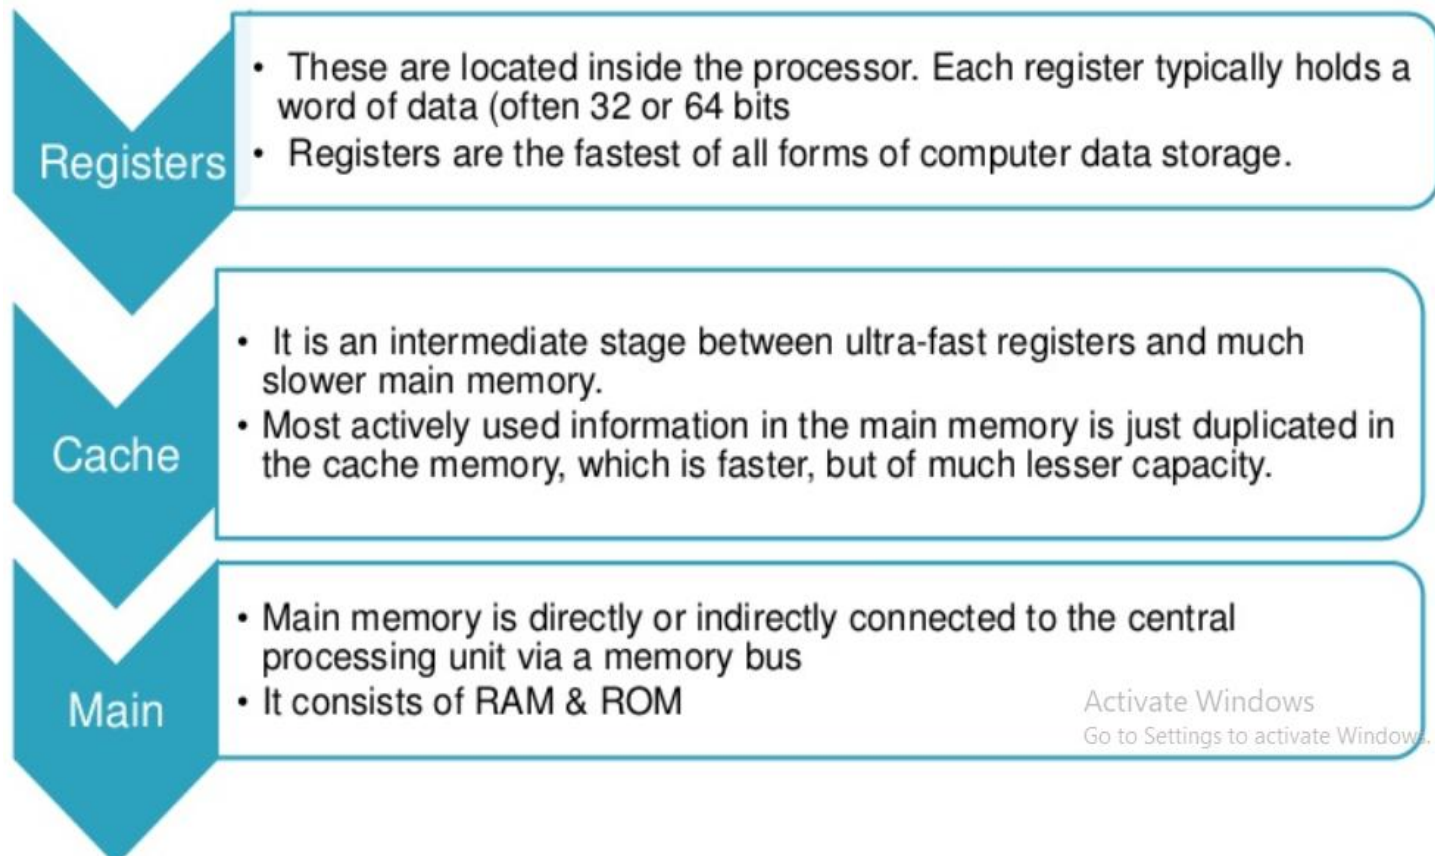 Registers
• These are located inside the processor. Each register typically holds a
word of data (often 32 or 64 bits
• Registers are the fastest of all forms of computer data storage.
Cache
• It is an intermediate stage between ultra-fast registers and much
slower main memory.
• Most actively used information in the main memory is just duplicated in
the cache memory, which is faster, but of much lesser capacity.
Main
• Main memory is directly or indirectly connected to the central
processing unit via a memory bus
• It consists of RAM & ROM
Activate Windows
Go to Settings to activate Windows.